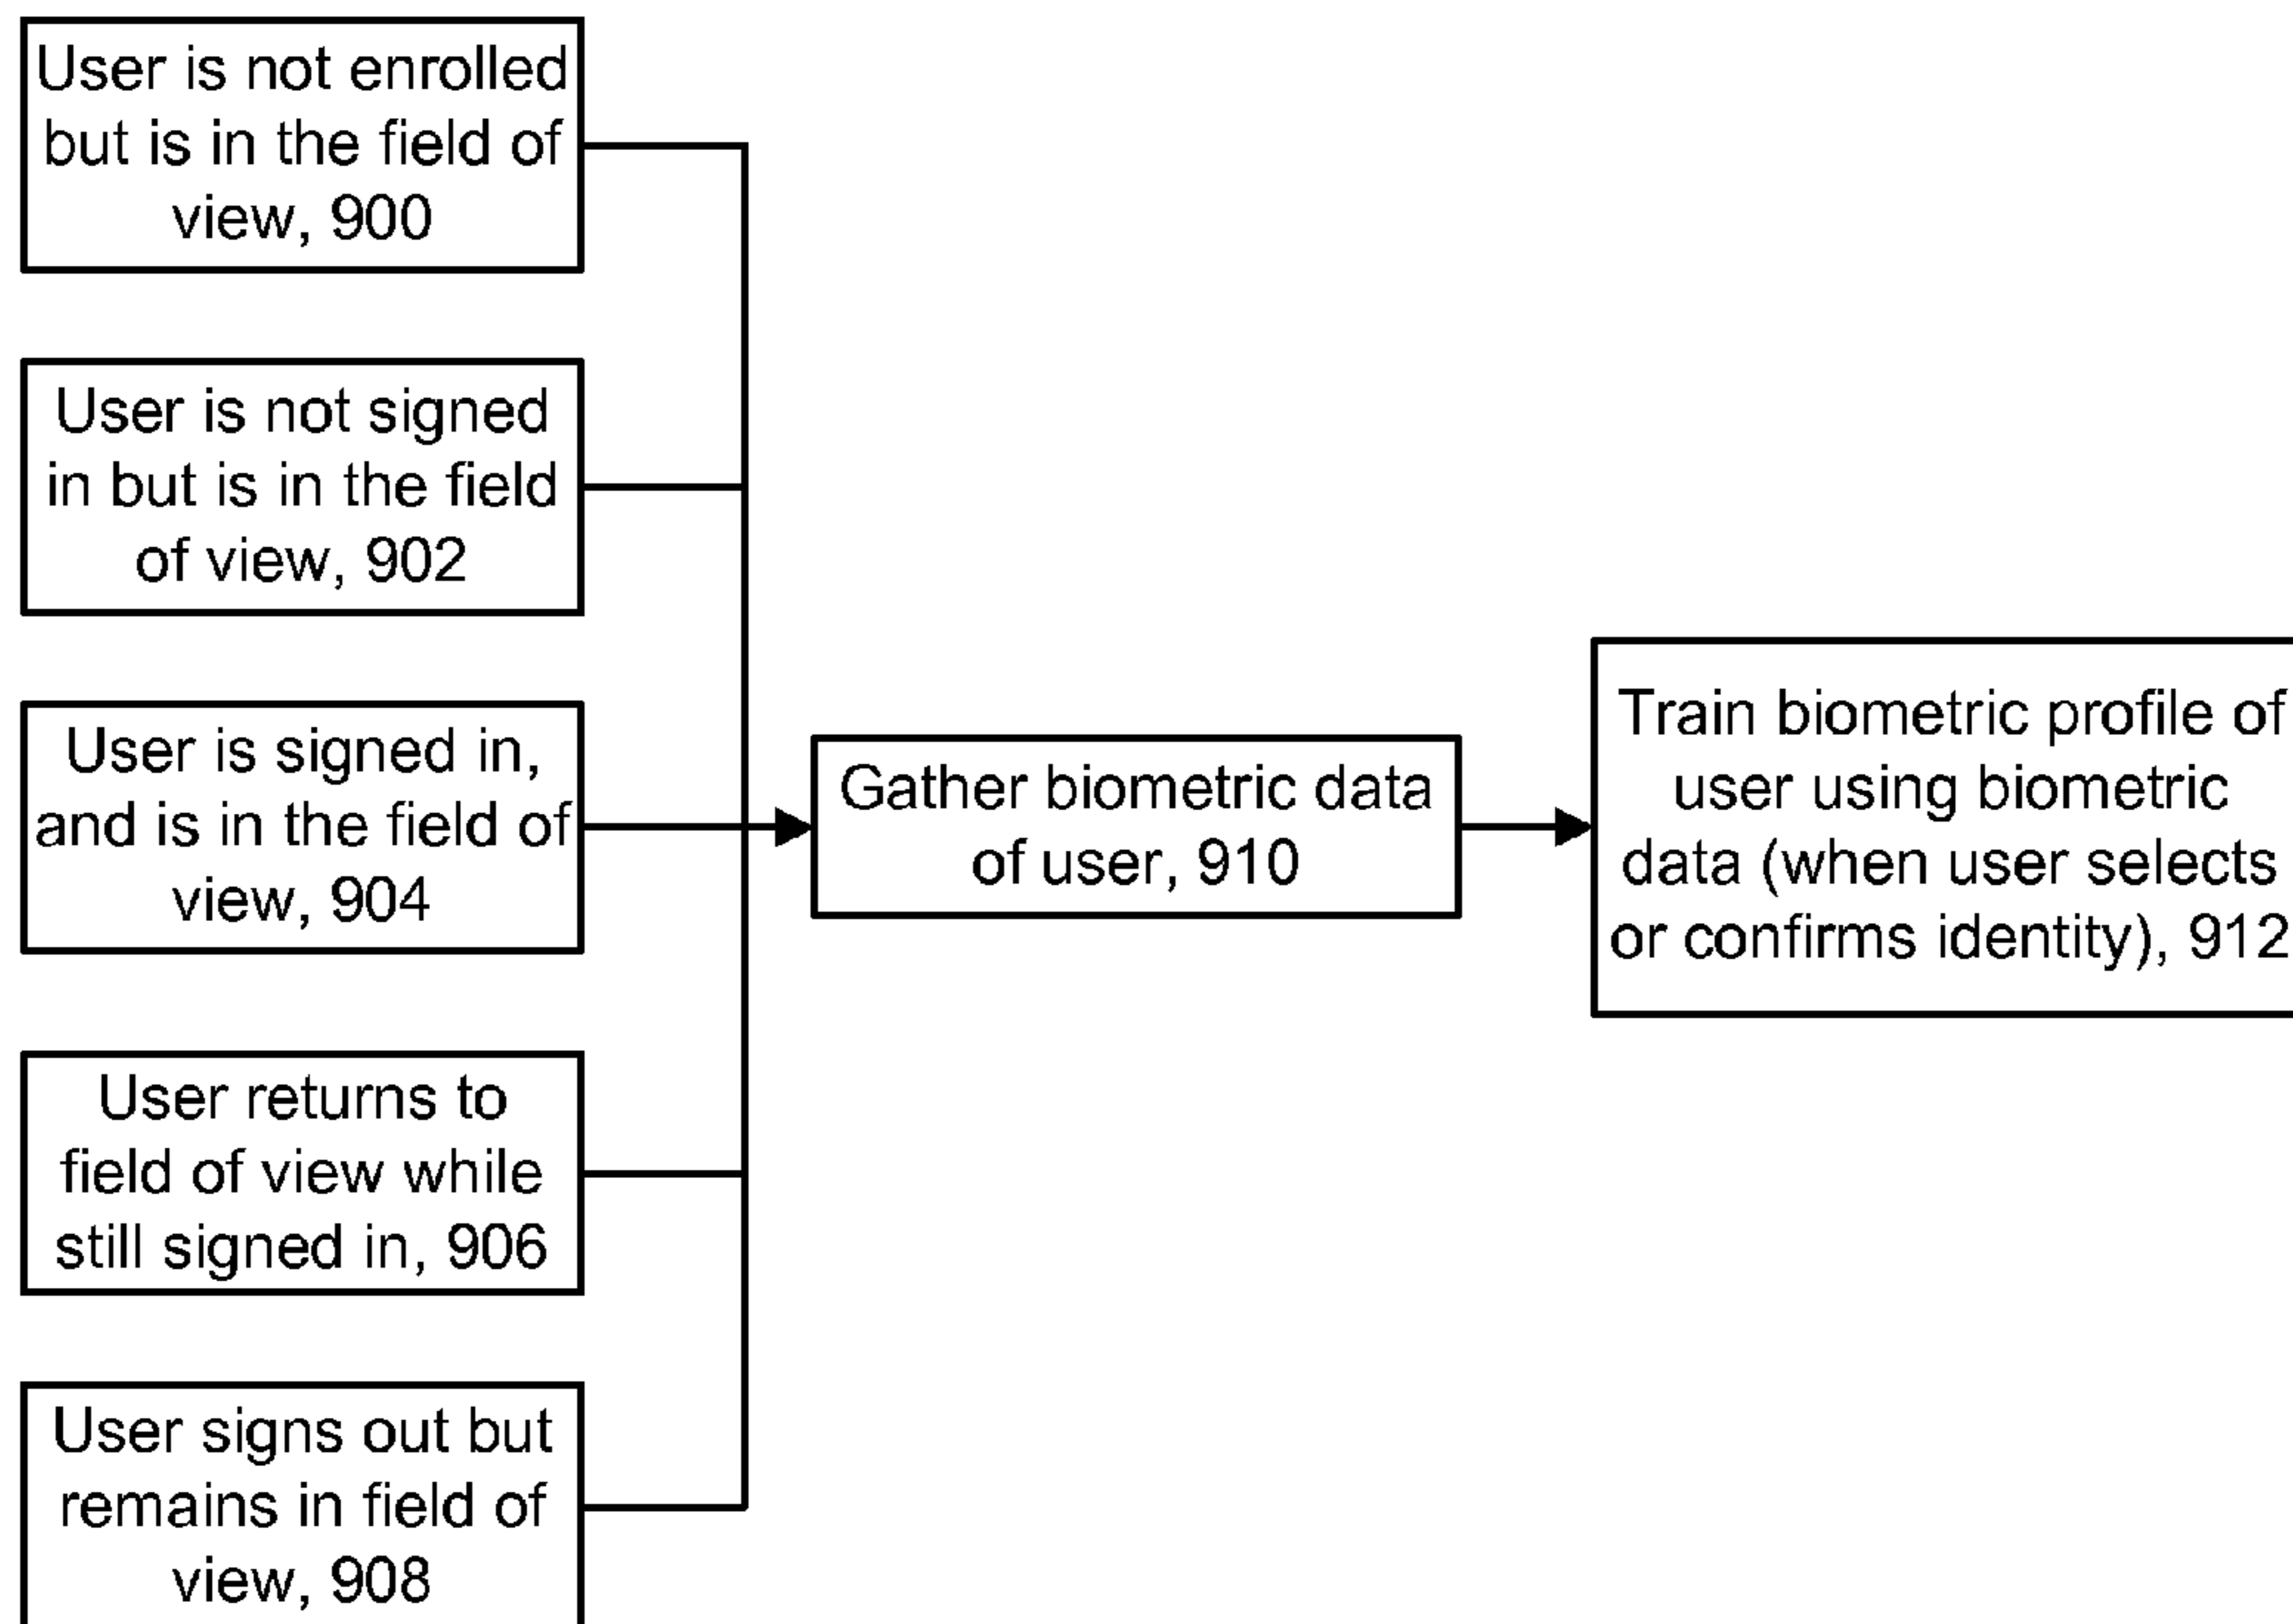 User is not enrolled
but is in the field of
view, 900
User is not signed
in but is in the field
of view, 902
User is signed in,
and is in the field of
view, 904
User returns to
field of view while
still signed in, 906
User signs out but
remains in field of
view, 908
Gather biometric data
of user, 910
Train biometric profile of
user using biometric
data (when user selects
or confirms identity), 912